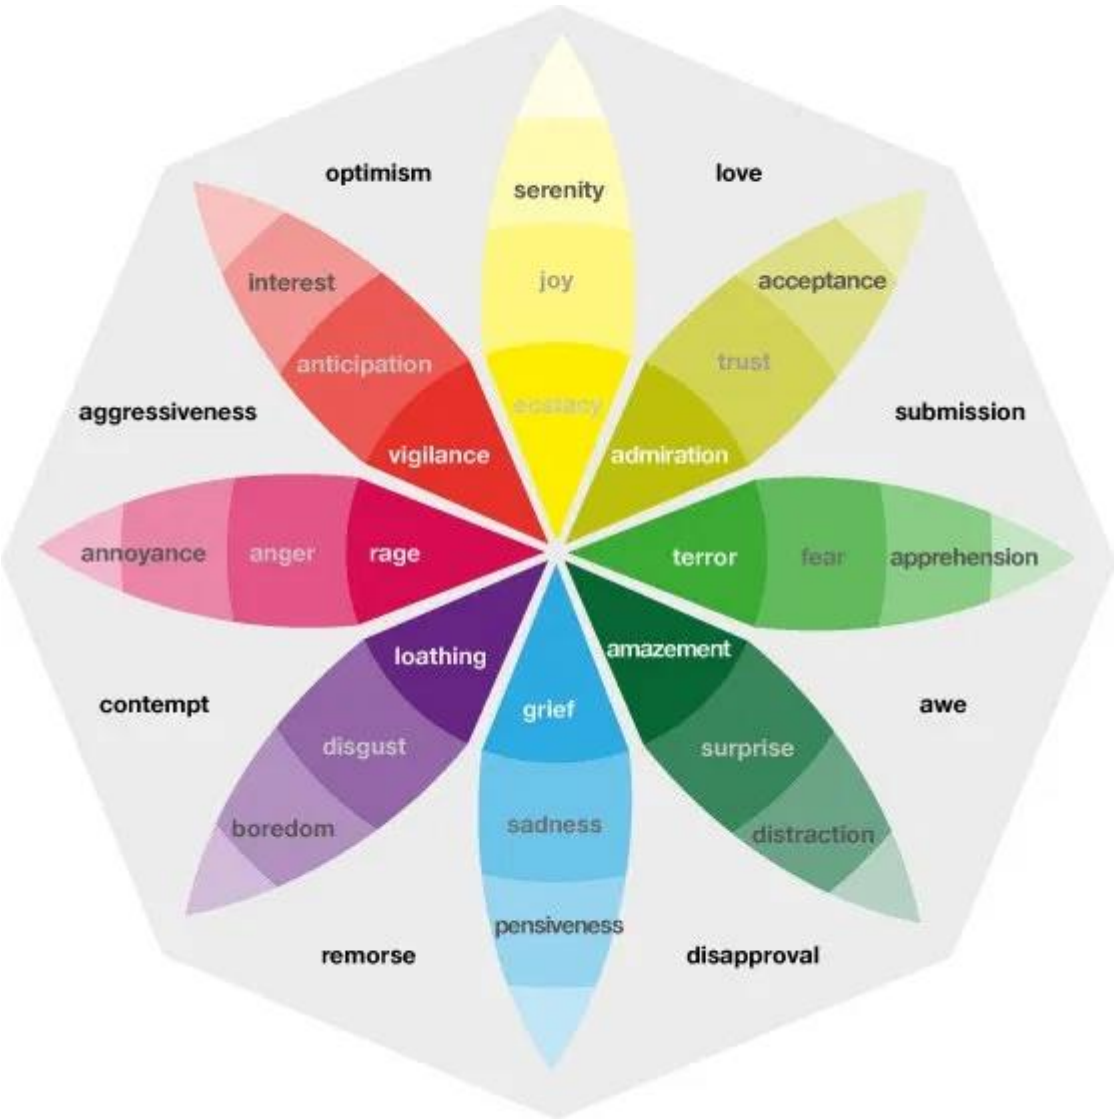 optimism
love
serenity
interest
joy
acceptance
anticipation
trust
aggressiveness
ecstacy
submission
vigilance
admiration
annoyance
anger
rage
terror
fear
apprehension
loathing
amazement
contempt
grief
awe
disgust
surprise
boredom
sadness
distraction
pensiveness
remorse
disapproval